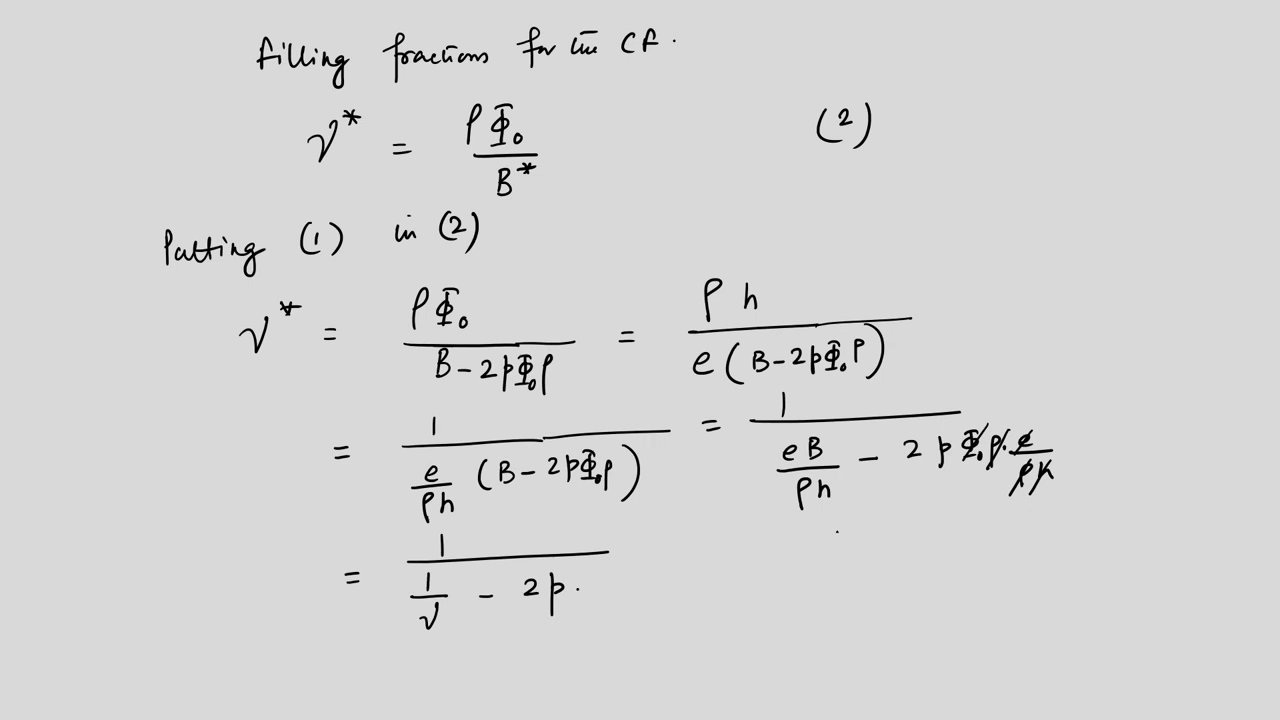 filling fractions for the CF.
ν* = ρΦ₀ / B* (2)
Putting (1) in (2)
ν* = ρΦ₀ / (B - 2pΦ₀ρ) = ρh / (e(B - 2pΦ₀ρ))
= 1 / ((e/ρh)(B - 2pΦ₀ρ)) = 1 / (eB/ρh - 2pΦ₀ρ·e/ρh)
= 1 / (1/ν - 2p.)